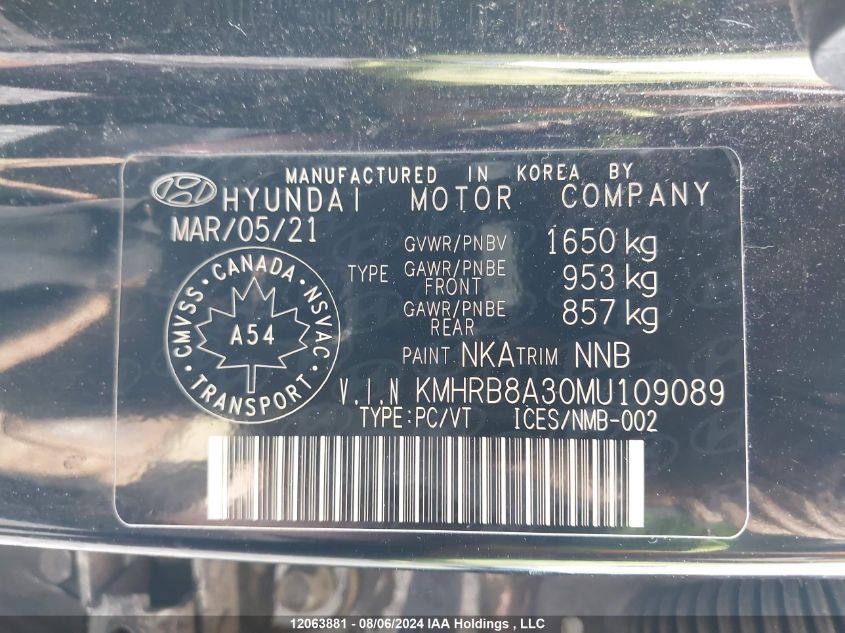 MANUFACTURED IN KOREA BY
HYUNDAI MOTOR COMPANY
MAR/05/21
GVWR/PNBV 1650 kg
TYPE GAWR/PNBE FRONT 953 kg
GAWR/PNBE REAR 857 kg
PAINT NKA TRIM NNB
CMVSS · CANADA · NSVAC
A54
TRANSPORT
V.I.N KMHRB8A30MU109089
TYPE:PC/VT ICES/NMB-002
12063881 - 08/06/2024 IAA Holdings , LLC